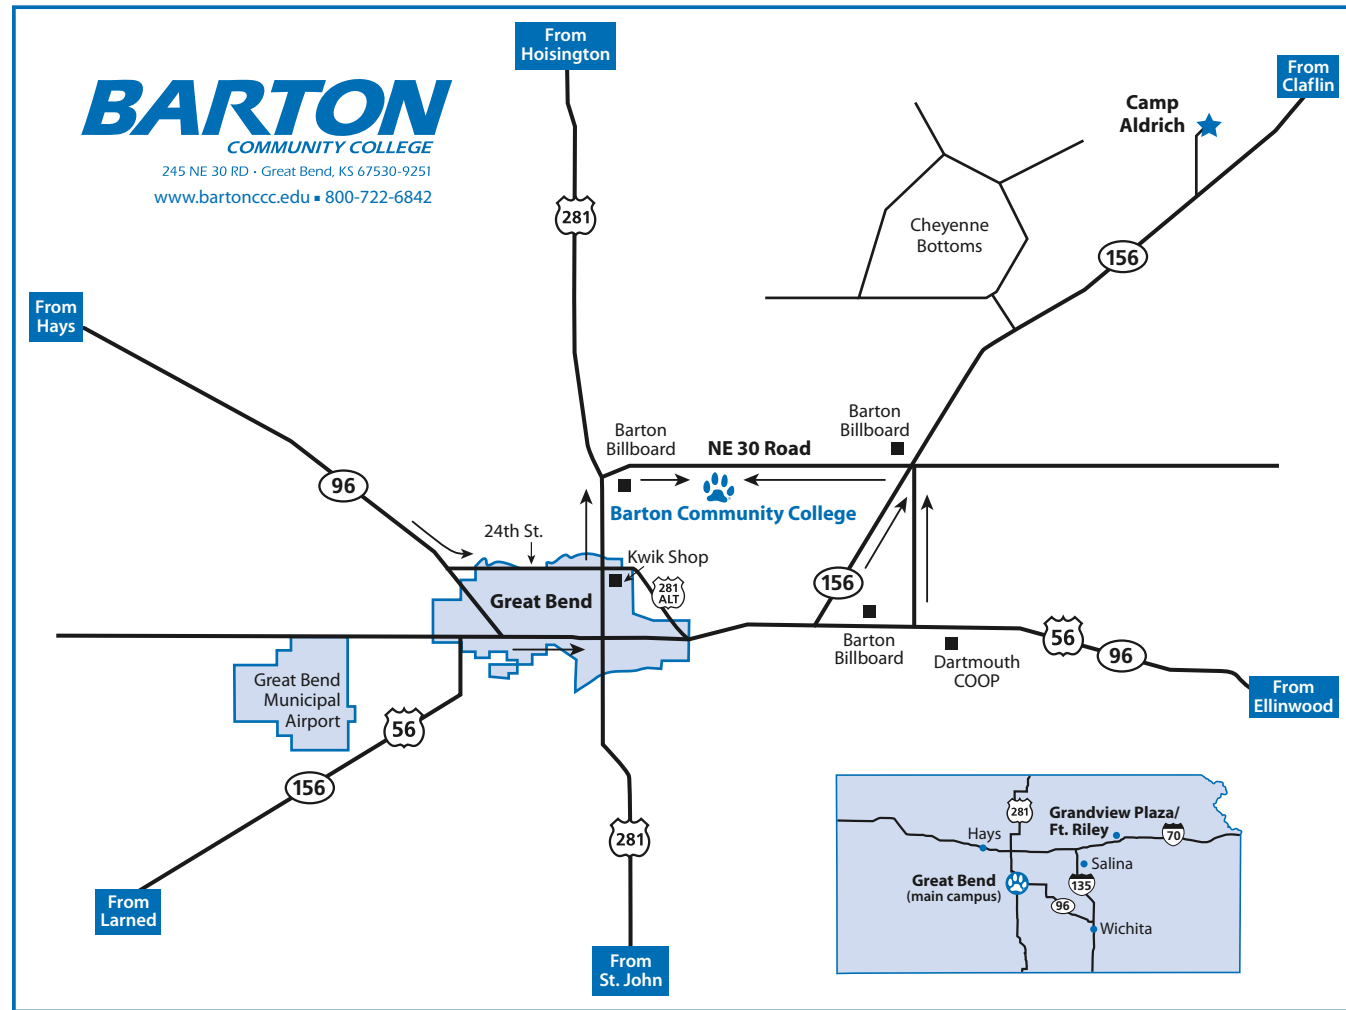 From
Hoisington
BARTON
COMMUNITY COLLEGE
245 NE 30 RD · Great Bend, KS 67530-9251
www.bartonccc.edu ▪ 800-722-6842
From
Claflin
Camp
Aldrich
281
Cheyenne
Bottoms
156
From
Hays
Barton
Billboard
NE 30 Road
Barton
Billboard
96
Barton Community College
24th St.
Kwik Shop
281
ALT
156
Great Bend
Barton
Billboard
Dartmouth
COOP
56
96
From
Ellinwood
Great Bend
Municipal
Airport
56
156
281
From
Larned
From
St. John
281
Grandview Plaza/
Ft. Riley
70
Hays
Salina
Great Bend
(main campus)
135
96
Wichita